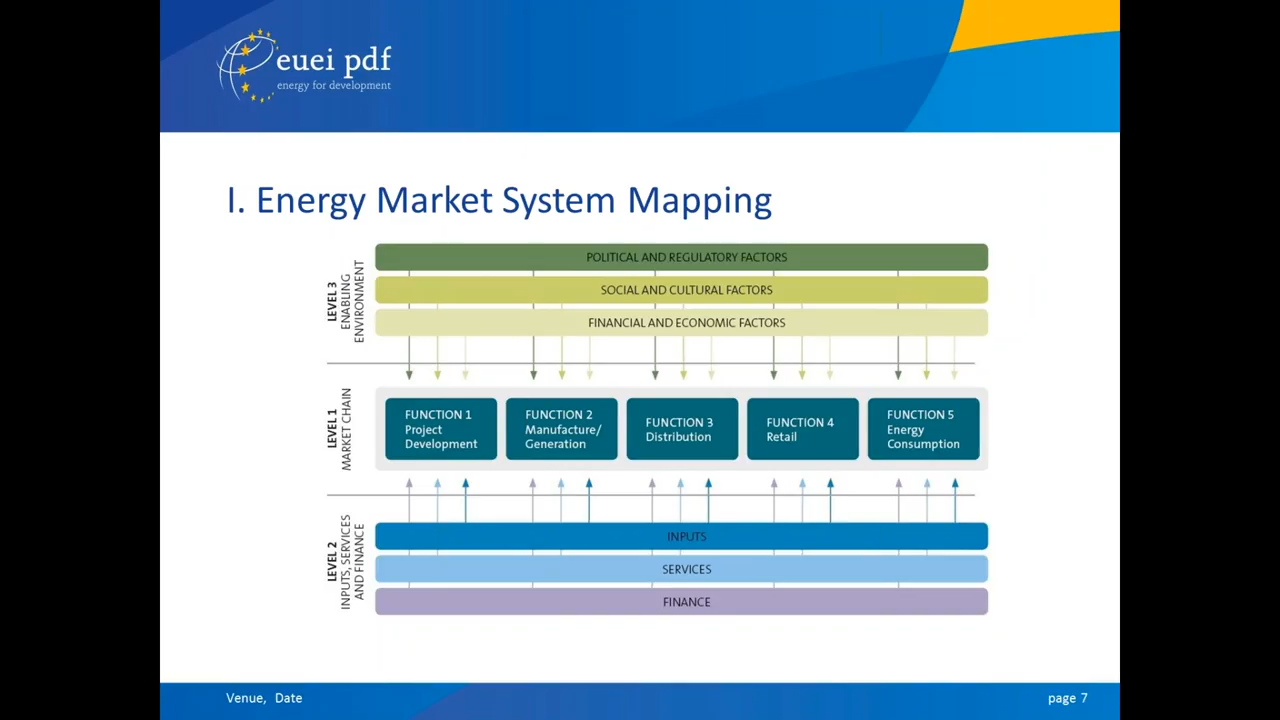 euei pdf
energy for development
I. Energy Market System Mapping
LEVEL 3
ENABLING
ENVIRONMENT
POLITICAL AND REGULATORY FACTORS
SOCIAL AND CULTURAL FACTORS
FINANCIAL AND ECONOMIC FACTORS
LEVEL 1
MARKET CHAIN
FUNCTION 1
Project
Development
FUNCTION 2
Manufacture/
Generation
FUNCTION 3
Distribution
FUNCTION 4
Retail
FUNCTION 5
Energy
Consumption
LEVEL 2
INPUTS, SERVICES
AND FINANCE
INPUTS
SERVICES
FINANCE
Venue, Date
page 7